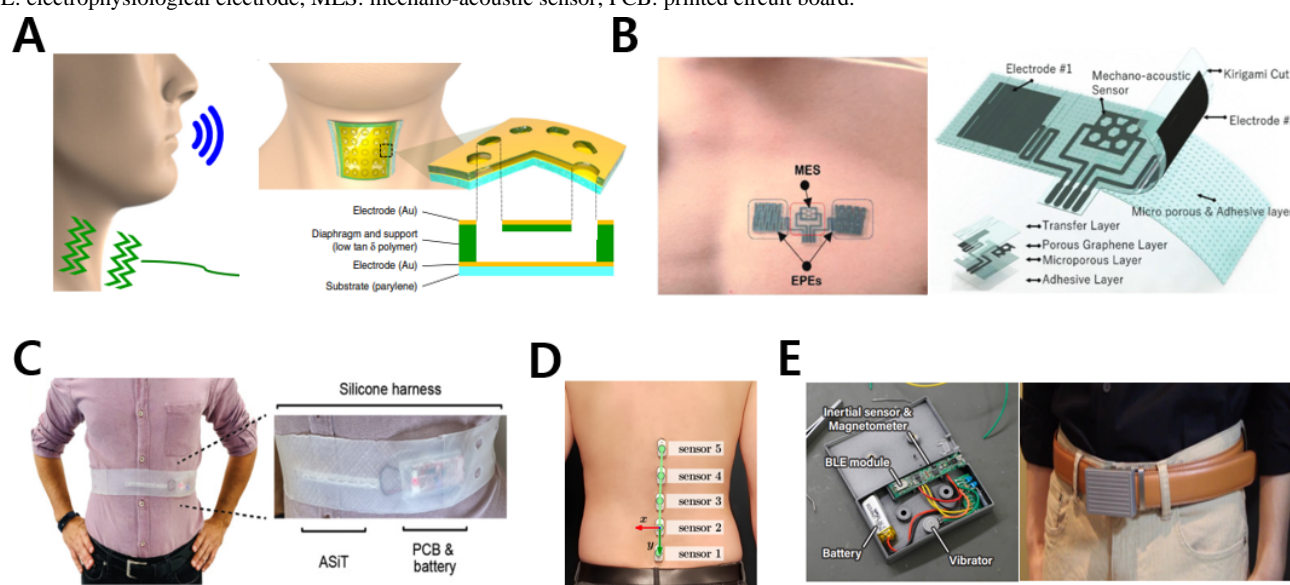 E: electrophysiological electrode; MES: mechano-acoustic sensor; PCB: printed circuit board.
A
B
Electrode (Au)
Diaphragm and support
(low tan δ polymer)
Electrode (Au)
Substrate (parylene)
MES
EPEs
Electrode #1
Mechano-acoustic
Sensor
Kirigami Cut
Electrode #
Micro porous & Adhesive layer
Transfer Layer
Porous Graphene Layer
Microporous Layer
Adhesive Layer
C
Silicone harness
ASiT
PCB &
battery
D
sensor 5
sensor 4
sensor 3
x
sensor 2
y
sensor 1
E
Inertial sensor &
Magnetometer
BLE module
Battery
Vibrator